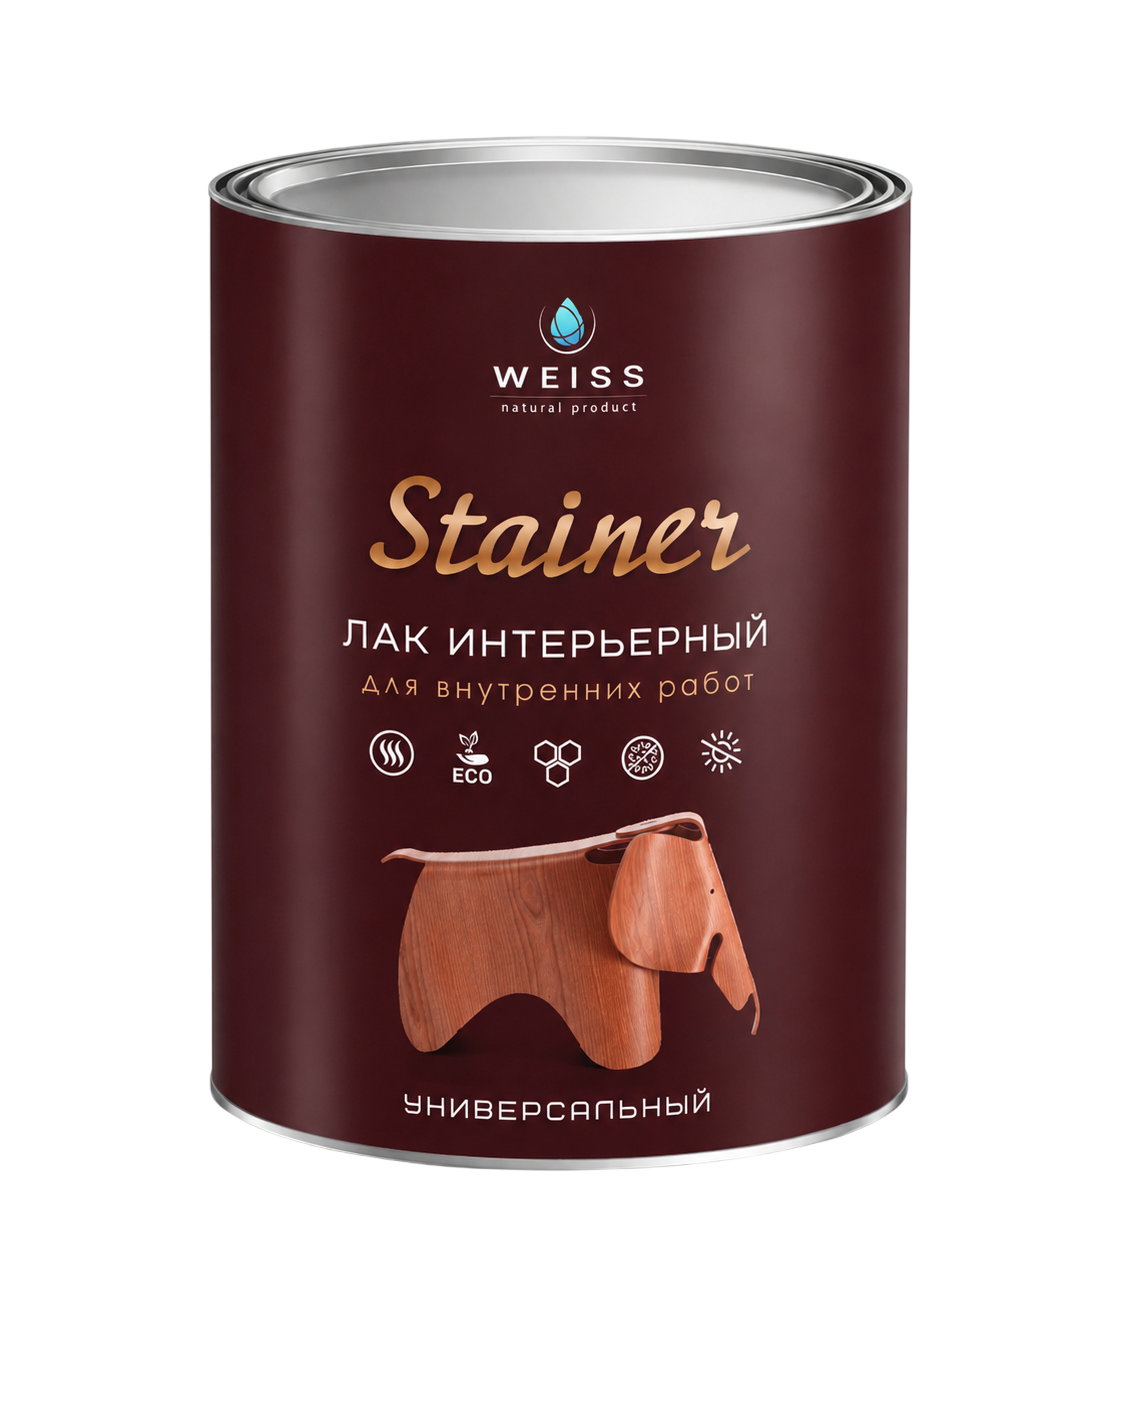 WEISS
natural product
Stainer
ЛАК ИНТЕРЬЕРНЫЙ
для внутренних работ
ECO
УНИВЕРСАЛЬНЫЙ